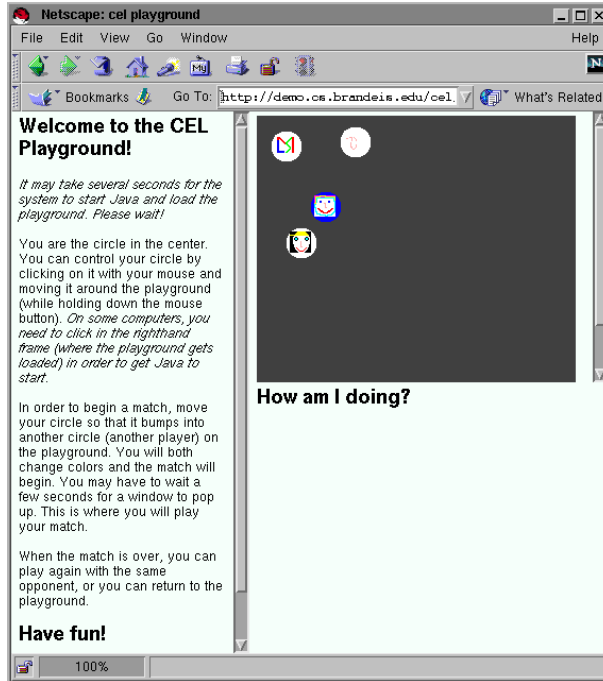 Netscape: cel playground
File Edit View Go Window Help
My N
Bookmarks Go To: http://demo.cs.brandeis.edu/cel What's Related
Welcome to the CEL
Playground!
It may take several seconds for the
system to start Java and load the
playground. Please wait!
You are the circle in the center.
You can control your circle by
clicking on it with your mouse and
moving it around the playground
(while holding down the mouse
button). On some computers, you
need to click in the righthand
frame (where the playground gets
loaded) in order to get Java to
start.
In order to begin a match, move
your circle so that it bumps into
another circle (another player) on
the playground. You will both
change colors and the match will
begin. You may have to wait a
few seconds for a window to pop
up. This is where you will play
your match.
When the match is over, you can
play again with the same
opponent, or you can return to the
playground.
Have fun!
How am I doing?
100%